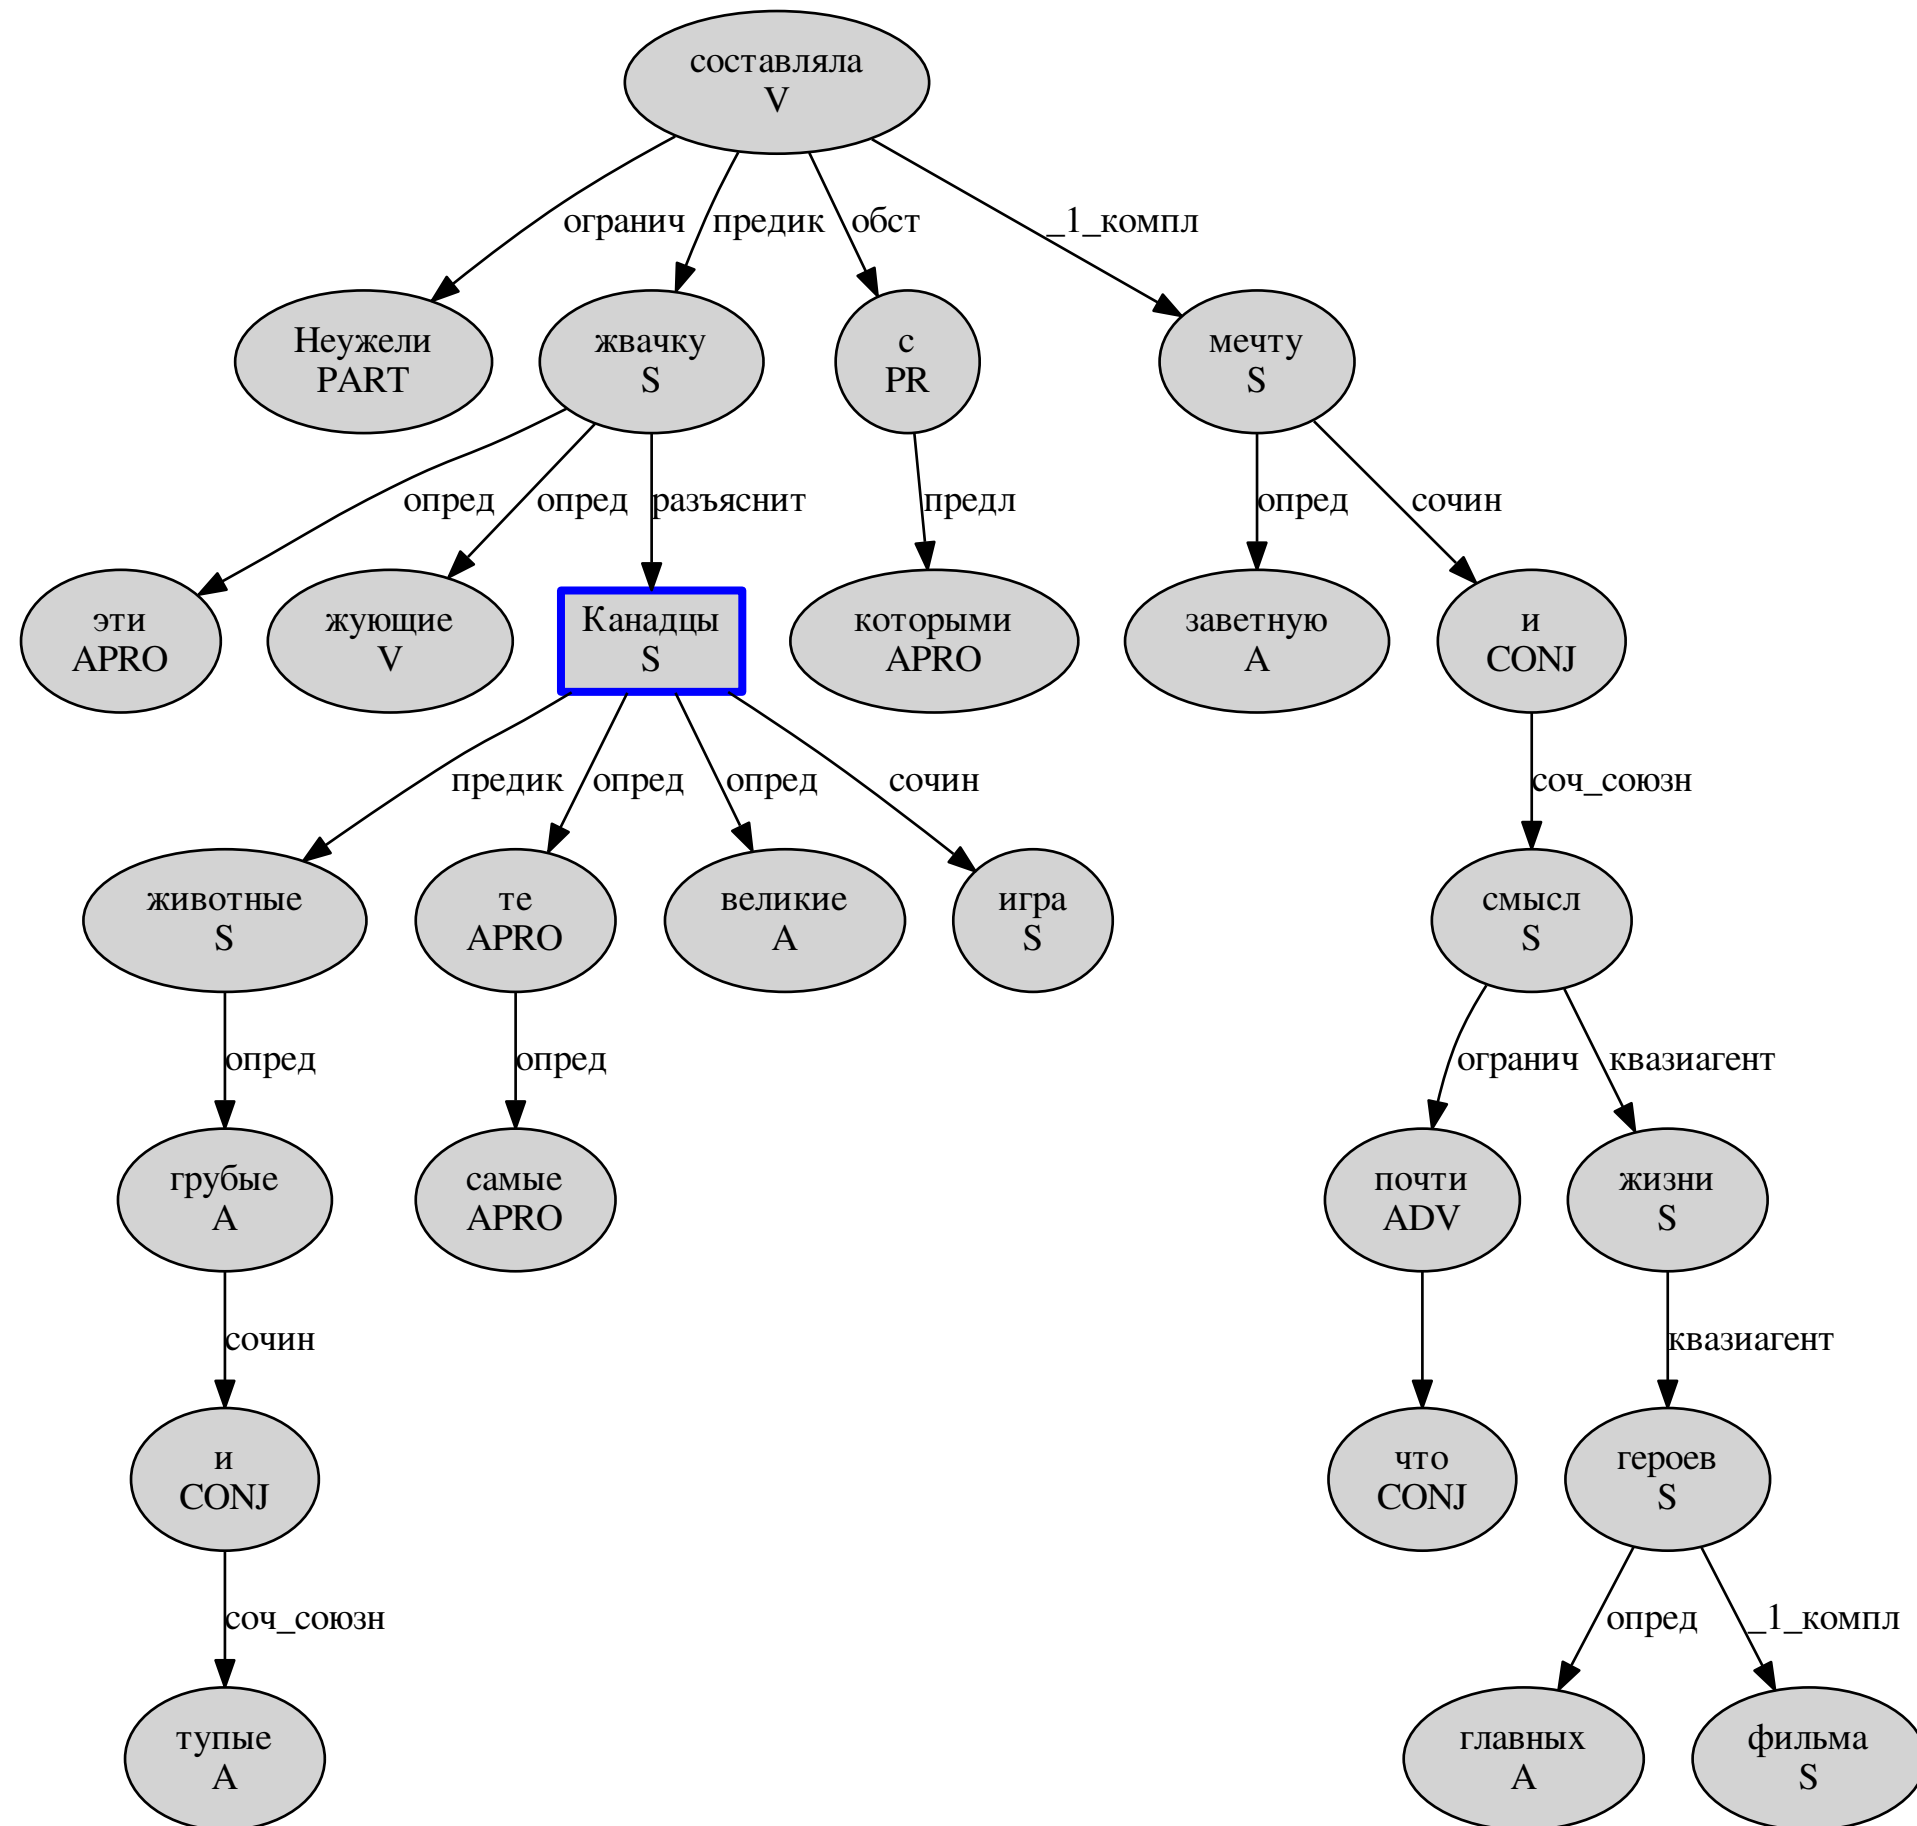 составляла
V
огранич предик обст _1_компл
Неужели
PART
жвачку
S
с
PR
мечту
S
опред опред разъяснит предл опред сочин
эти
APRO
жующие
V
Канадцы
S
которыми
APRO
заветную
A
и
CONJ
предик опред опред сочин соч_союзн
животные
S
те
APRO
великие
A
игра
S
смысл
S
опред опред огранич квазиагент
грубые
A
самые
APRO
почти
ADV
жизни
S
сочин квазиагент
и
CONJ
что
CONJ
героев
S
соч_союзн опред _1_компл
тупые
A
главных
A
фильма
S